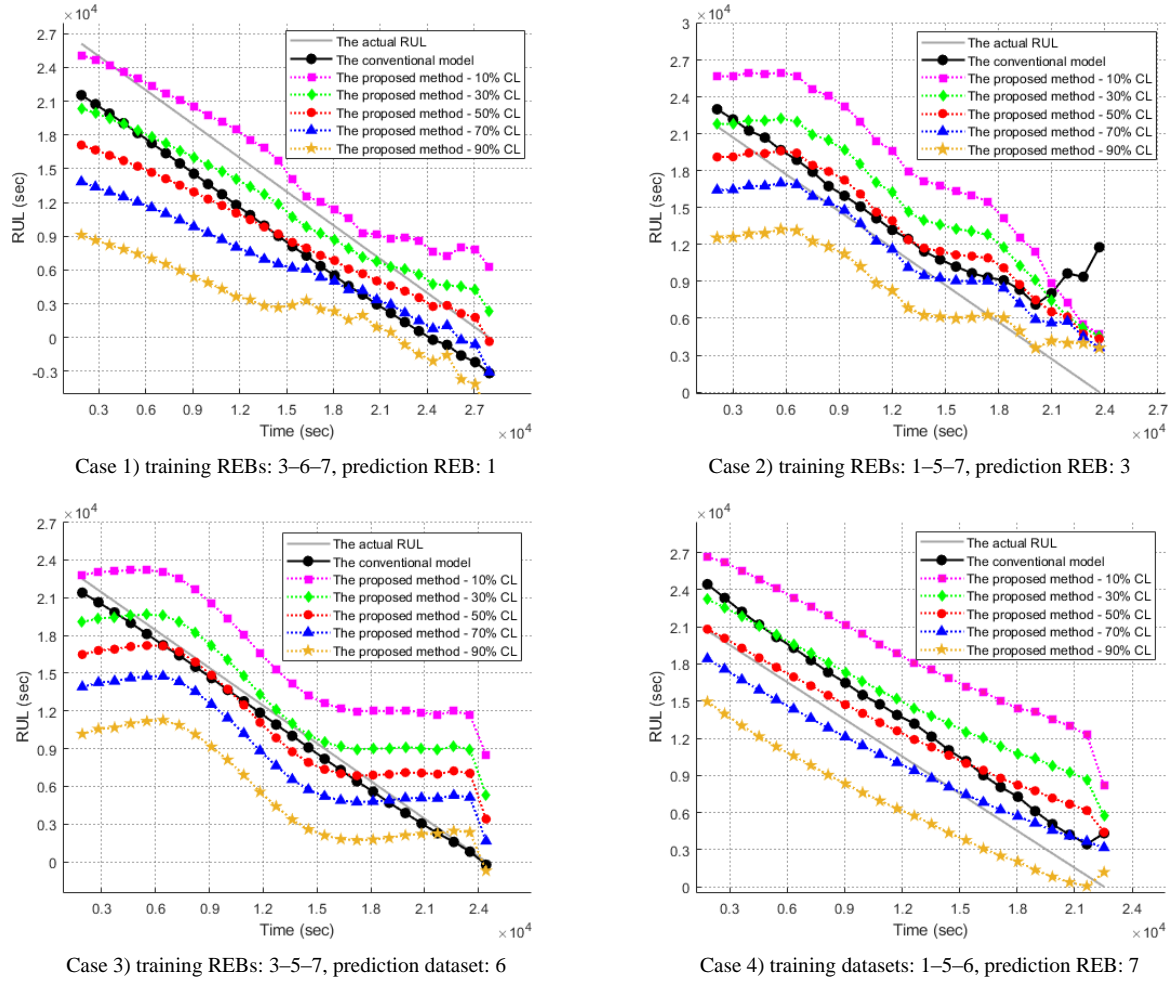 ×10⁴
2.7
2.4
2.1
1.8
1.5
1.2
0.9
0.6
0.3
0
-0.3
RUL (sec)
The actual RUL
The conventional model
The proposed method - 10% CL
The proposed method - 30% CL
The proposed method - 50% CL
The proposed method - 70% CL
The proposed method - 90% CL
0.3 0.6 0.9 1.2 1.5 1.8 2.1 2.4 2.7
Time (sec)
×10⁴
Case 1) training REBs: 3–6–7, prediction REB: 1
×10⁴
3
2.7
2.4
2.1
1.8
1.5
1.2
0.9
0.6
0.3
0
RUL (sec)
The actual RUL
The conventional model
The proposed method - 10% CL
The proposed method - 30% CL
The proposed method - 50% CL
The proposed method - 70% CL
The proposed method - 90% CL
0.3 0.6 0.9 1.2 1.5 1.8 2.1 2.4 2.7
Time (sec)
×10⁴
Case 2) training REBs: 1–5–7, prediction REB: 3
×10⁴
2.7
2.4
2.1
1.8
1.5
1.2
0.9
0.6
0.3
0
RUL (sec)
The actual RUL
The conventional model
The proposed method - 10% CL
The proposed method - 30% CL
The proposed method - 50% CL
The proposed method - 70% CL
The proposed method - 90% CL
0.3 0.6 0.9 1.2 1.5 1.8 2.1 2.4
Time (sec)
×10⁴
Case 3) training REBs: 3–5–7, prediction dataset: 6
×10⁴
2.7
2.4
2.1
1.8
1.5
1.2
0.9
0.6
0.3
0
RUL (sec)
The actual RUL
The conventional model
The proposed method - 10% CL
The proposed method - 30% CL
The proposed method - 50% CL
The proposed method - 70% CL
The proposed method - 90% CL
0.3 0.6 0.9 1.2 1.5 1.8 2.1 2.4
Time (sec)
×10⁴
Case 4) training datasets: 1–5–6, prediction REB: 7